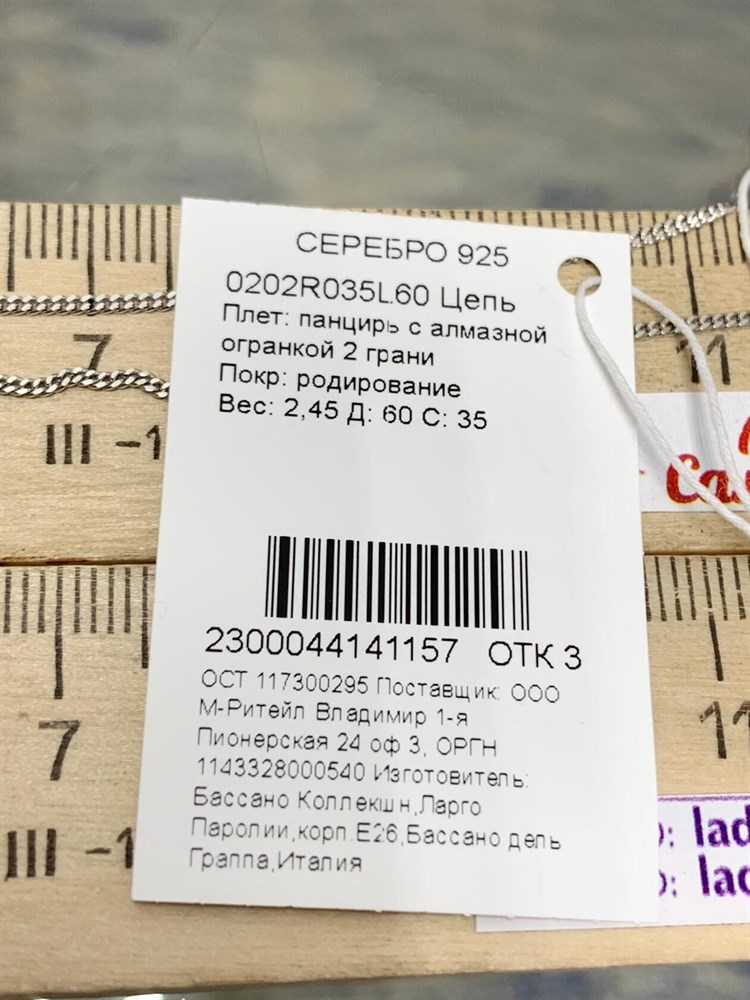 СЕРЕБРО 925
0202R035L60 Цепь
Плет: панцирь с алмазной
огранкой 2 грани
Покр: родирование
Вес: 2,45 Д: 60 С: 35
2300044141157 ОТК 3
ОСТ 117300295 Поставщик: ООО
М-Ритейл Владимир 1-я
Пионерская 24 оф 3, ОРГН
1143328000540 Изготовитель:
Бассано Коллекшн,Ларго
Паролии,корп.Е26,Бассано дель
Граппа,Италия
7
11
III -1
7
11
III -1
lad